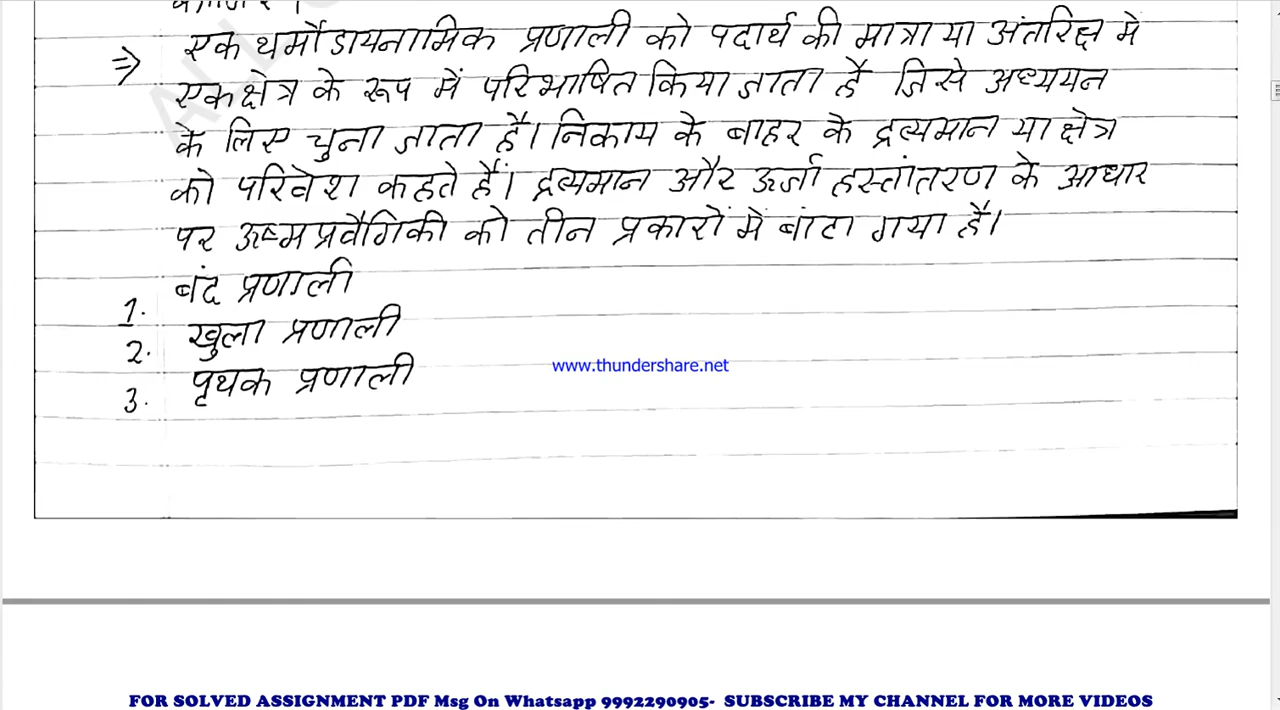 ⇒ एक थर्मोडायनामिक प्रणाली को पदार्थ की मात्रा या अंतरिक्ष मे
एक क्षेत्र के रूप में परिभाषित किया जाता है जिसे अध्ययन
के लिए चुना जाता है। निकाय के बाहर के द्रव्यमान या क्षेत्र
को परिवेश कहते हैं। द्रव्यमान और ऊर्जा हस्तांतरण के आधार
पर ऊष्मप्रवैगिकी को तीन प्रकारों में बांटा गया है।
1. बंद प्रणाली
2. खुला प्रणाली
3. पृथक प्रणाली
www.thundershare.net
FOR SOLVED ASSIGNMENT PDF Msg On Whatsapp 9992290905- SUBSCRIBE MY CHANNEL FOR MORE VIDEOS